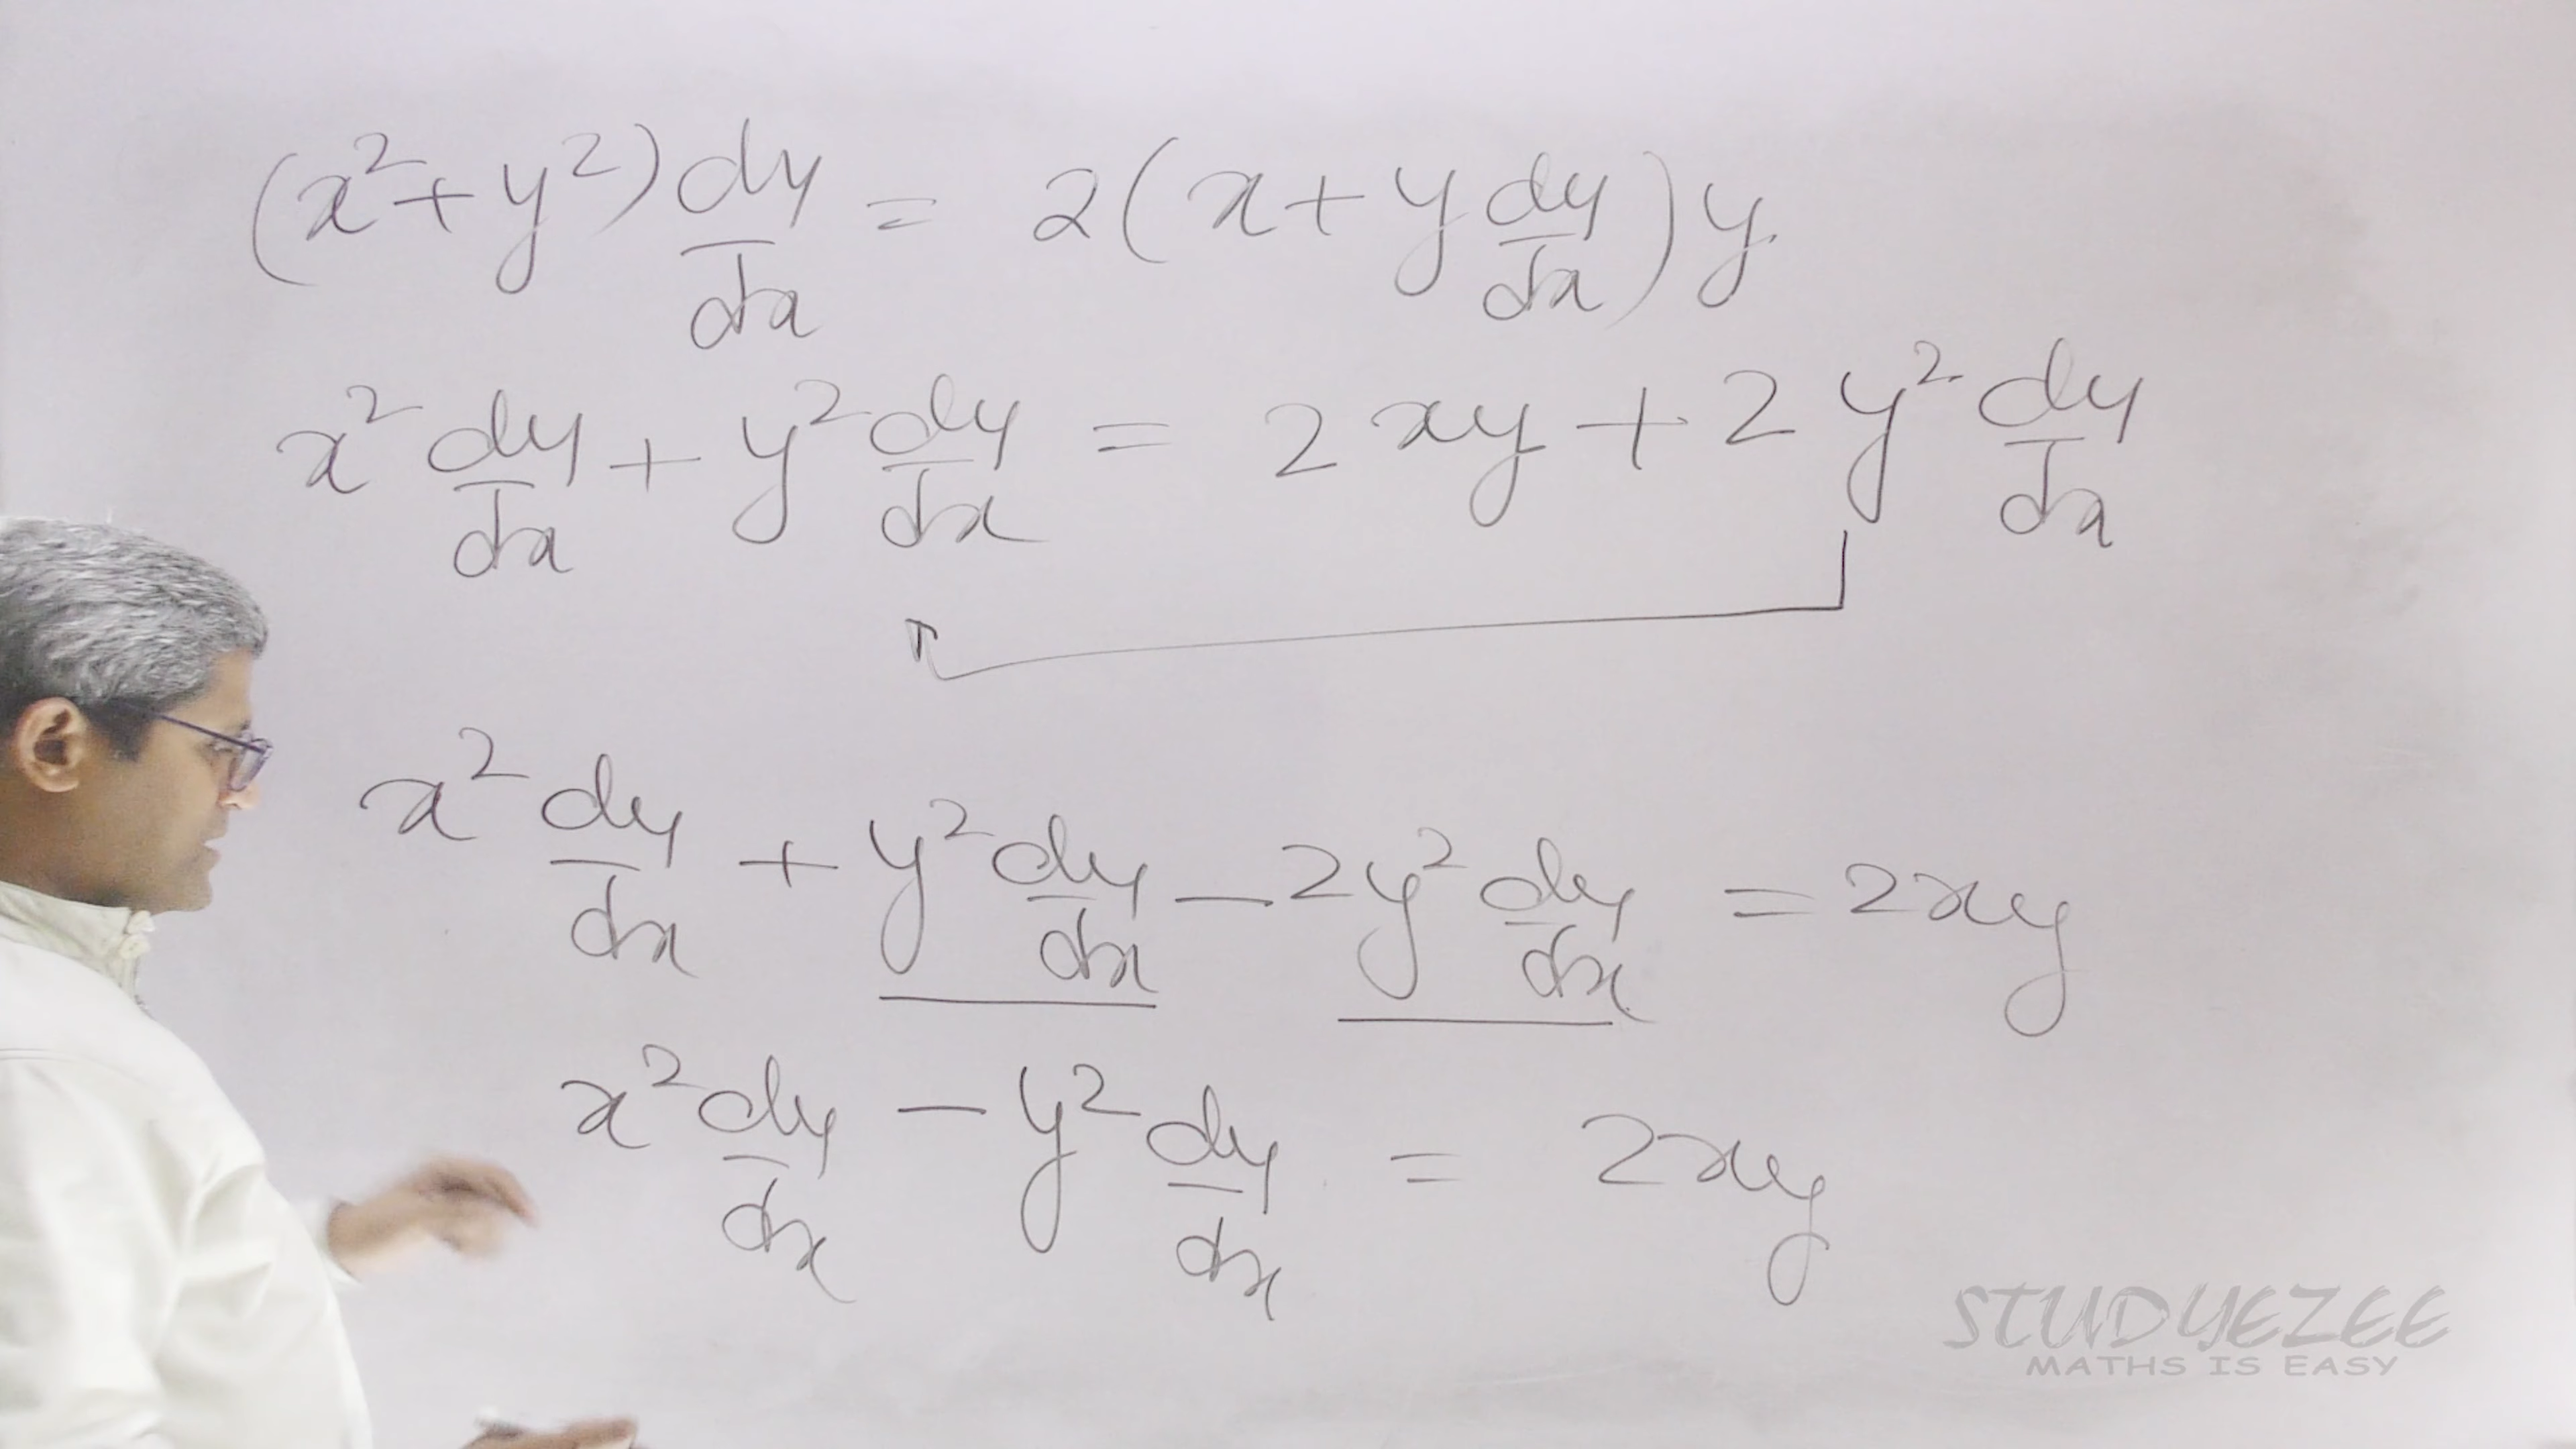 (x²+y²) dy/dx = 2(x+y dy/dx)y
x² dy/dx + y² dy/dx = 2xy + 2y² dy/dx
x² dy/dx + y² dy/dx - 2y² dy/dx = 2xy
x² dy/dx - y² dy/dx = 2xy
STUDYEZEE
MATHS IS EASY